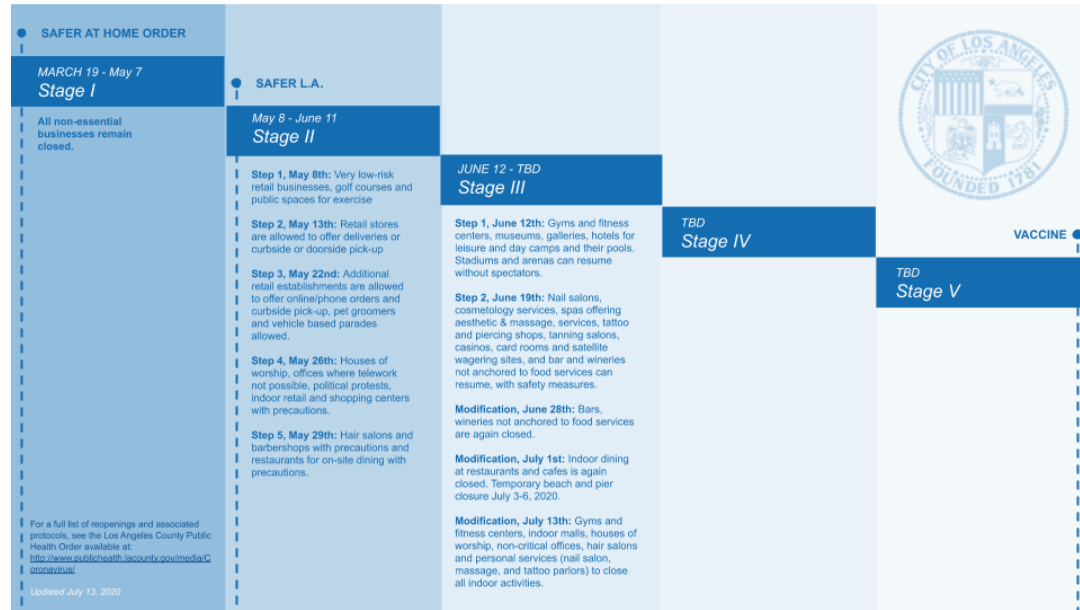 SAFER AT HOME ORDER
MARCH 19 - May 7
Stage I
All non-essential
businesses remain
closed.
For a full list of reopenings and associated
protocols, see the Los Angeles County Public
Health Order available at:
http://www.publichealth.lacounty.gov/media/C
oronavirus/
Updated July 13, 2020
SAFER L.A.
May 8 - June 11
Stage II
Step 1, May 8th: Very low-risk
retail businesses, golf courses and
public spaces for exercise
Step 2, May 13th: Retail stores
are allowed to offer deliveries or
curbside or doorside pick-up
Step 3, May 22nd: Additional
retail establishments are allowed
to offer online/phone orders and
curbside pick-up, pet groomers
and vehicle based parades
allowed.
Step 4, May 26th: Houses of
worship, offices where telework
not possible, political protests,
indoor retail and shopping centers
with precautions.
Step 5, May 29th: Hair salons and
barbershops with precautions and
restaurants for on-site dining with
precautions.
JUNE 12 - TBD
Stage III
Step 1, June 12th: Gyms and fitness
centers, museums, galleries, hotels for
leisure and day camps and their pools.
Stadiums and arenas can resume
without spectators.
Step 2, June 19th: Nail salons,
cosmetology services, spas offering
aesthetic & massage, services, tattoo
and piercing shops, tanning salons,
casinos, card rooms and satellite
wagering sites, and bar and wineries
not anchored to food services can
resume, with safety measures.
Modification, June 28th: Bars,
wineries not anchored to food services
are again closed.
Modification, July 1st: Indoor dining
at restaurants and cafes is again
closed. Temporary beach and pier
closure July 3-6, 2020.
Modification, July 13th: Gyms and
fitness centers, indoor malls, houses of
worship, non-critical offices, hair salons
and personal services (nail salon,
massage, and tattoo parlors) to close
all indoor activities.
TBD
Stage IV
CITY OF LOS ANGELES
FOUNDED 1781
VACCINE
TBD
Stage V